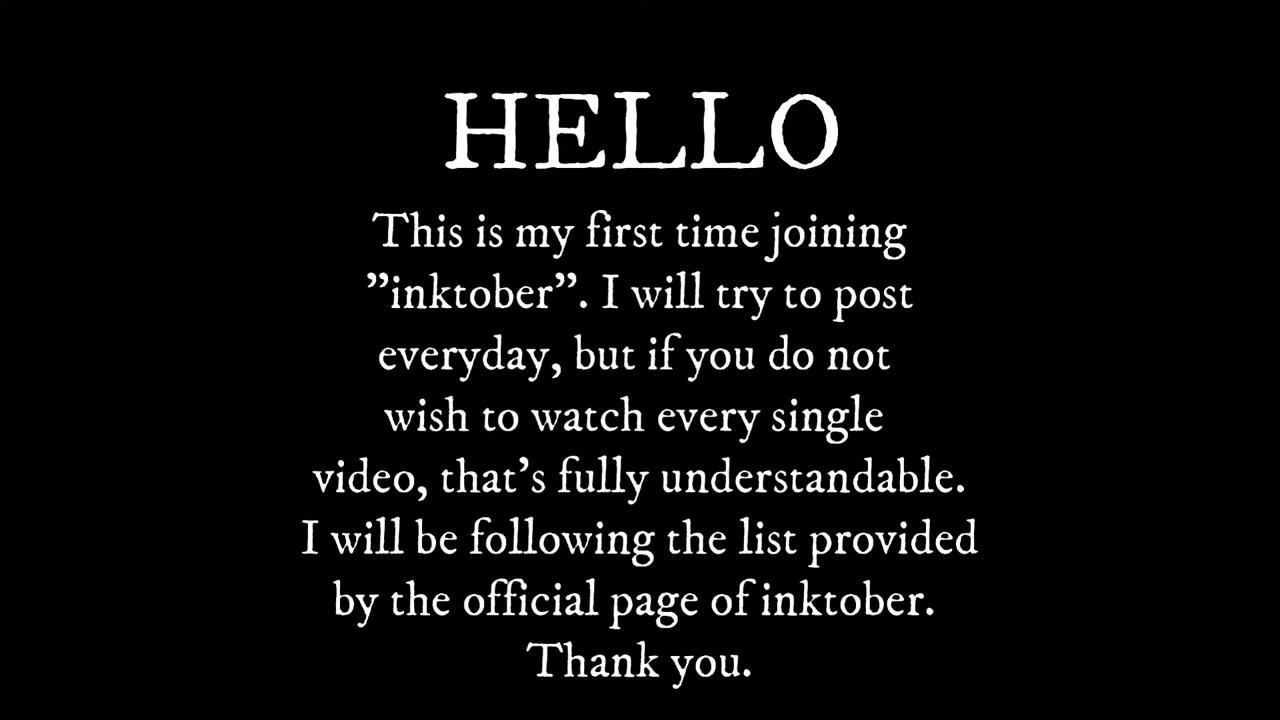 HELLO
This is my first time joining
”inktober”. I will try to post
everyday, but if you do not
wish to watch every single
video, that’s fully understandable.
I will be following the list provided
by the official page of inktober.
Thank you.